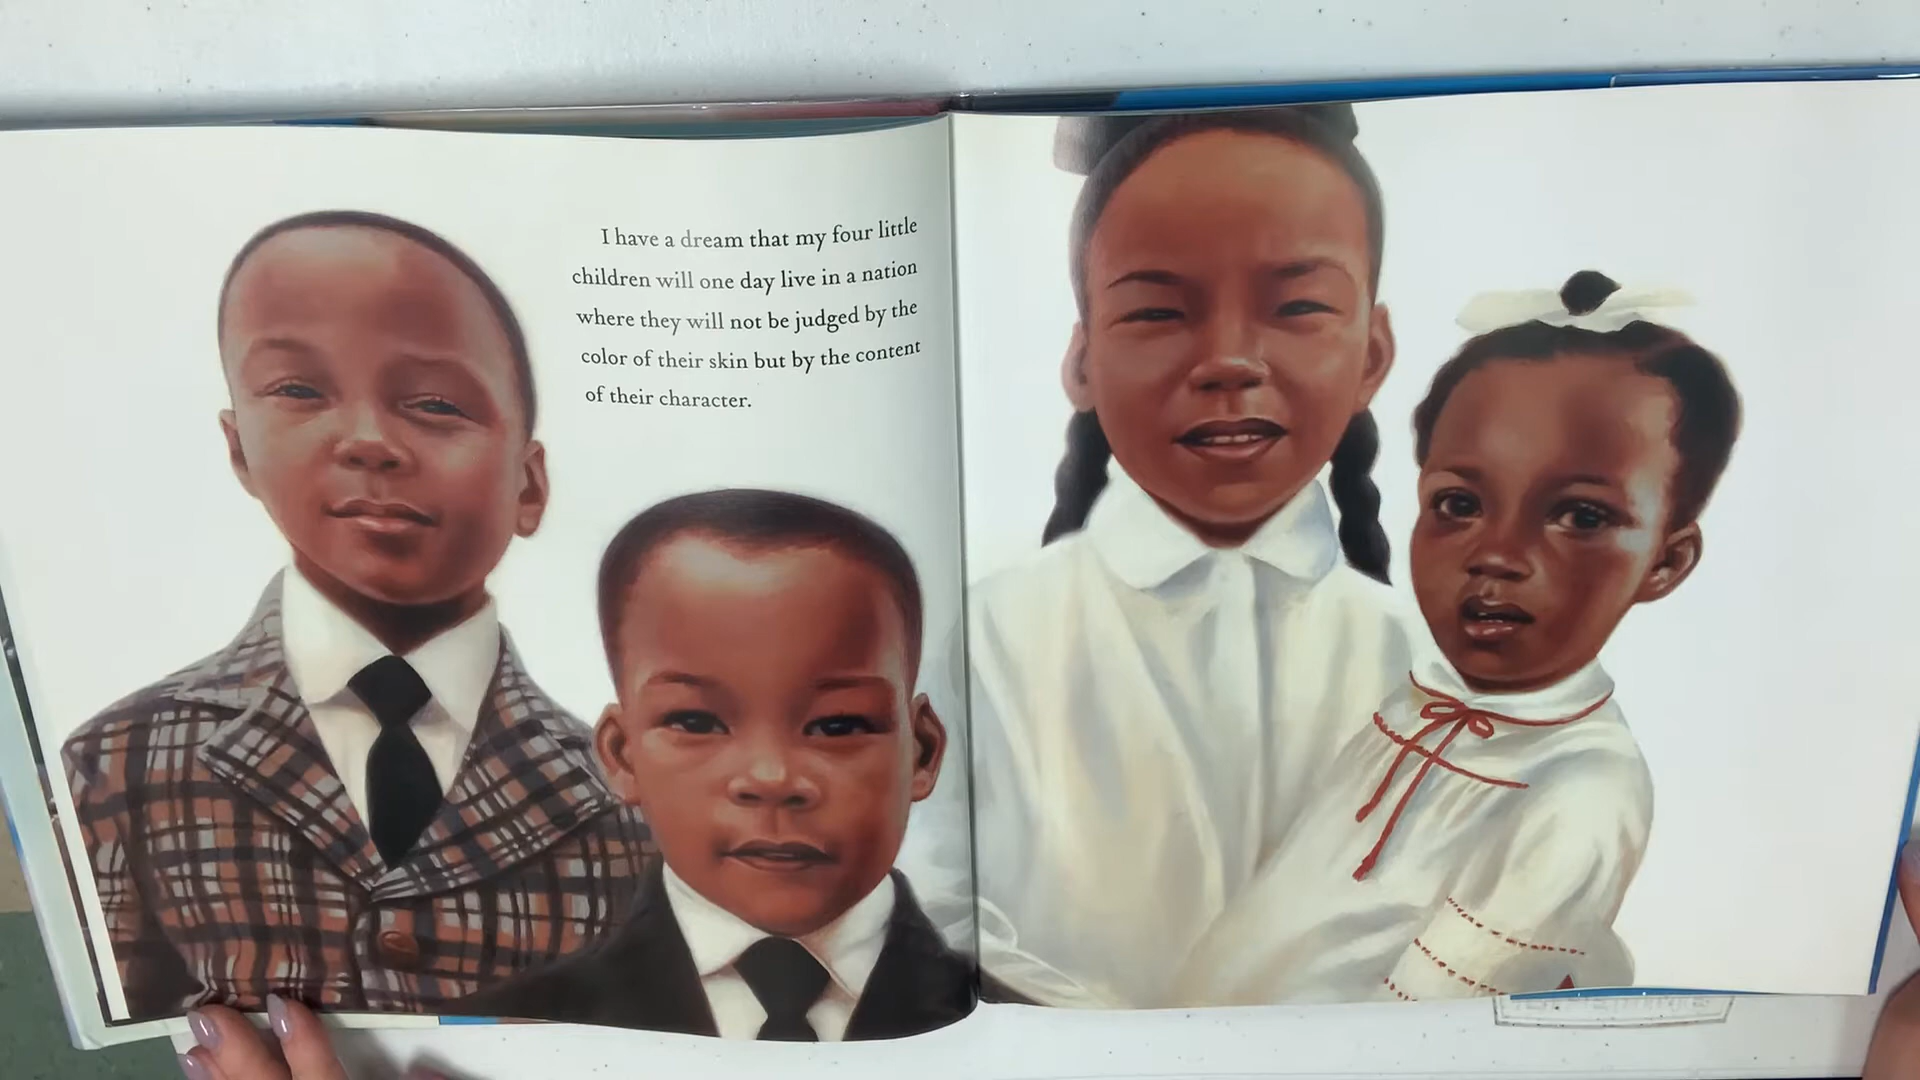 I have a dream that my four little
children will one day live in a nation
where they will not be judged by the
color of their skin but by the content
of their character.